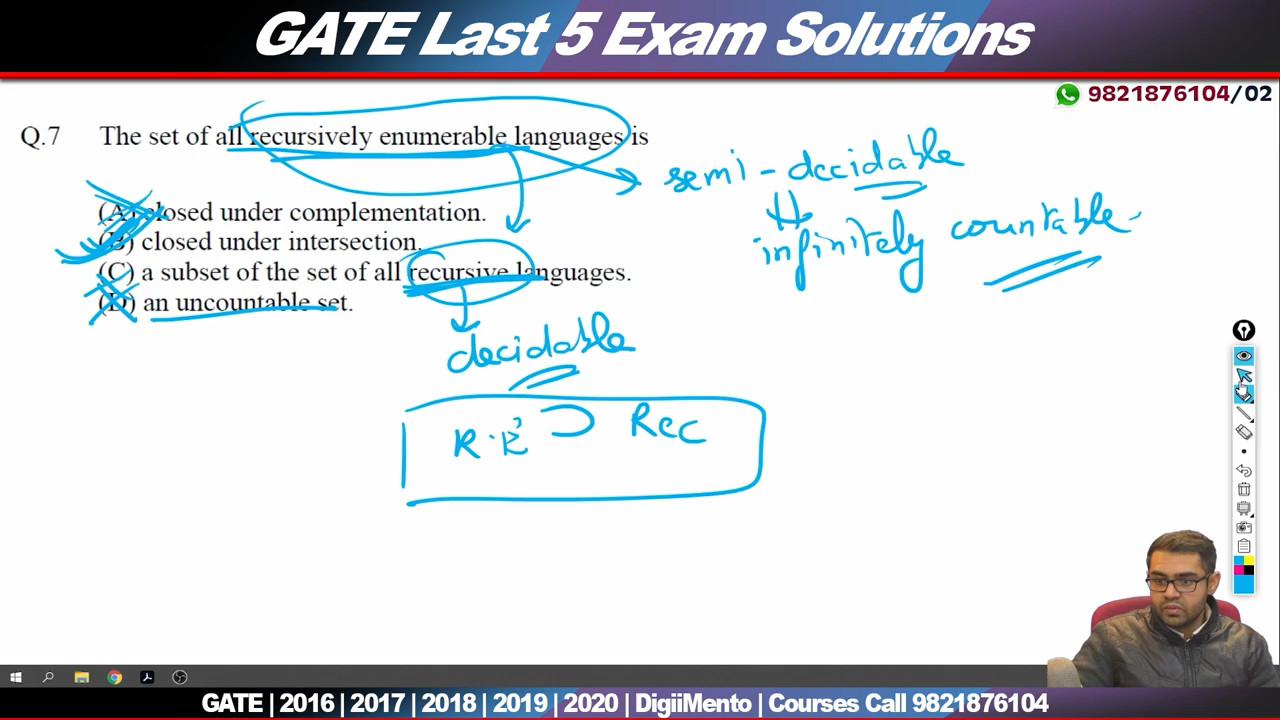 GATE Last 5 Exam Solutions
9821876104/02
Q.7 The set of all recursively enumerable languages is
(A) closed under complementation.
(B) closed under intersection.
(C) a subset of the set of all recursive languages.
(D) an uncountable set.
semi-decidable
infinitely countable
decidable
R.E ⊃ Rec
GATE | 2016 | 2017 | 2018 | 2019 | 2020 | DigiiMento | Courses Call 9821876104